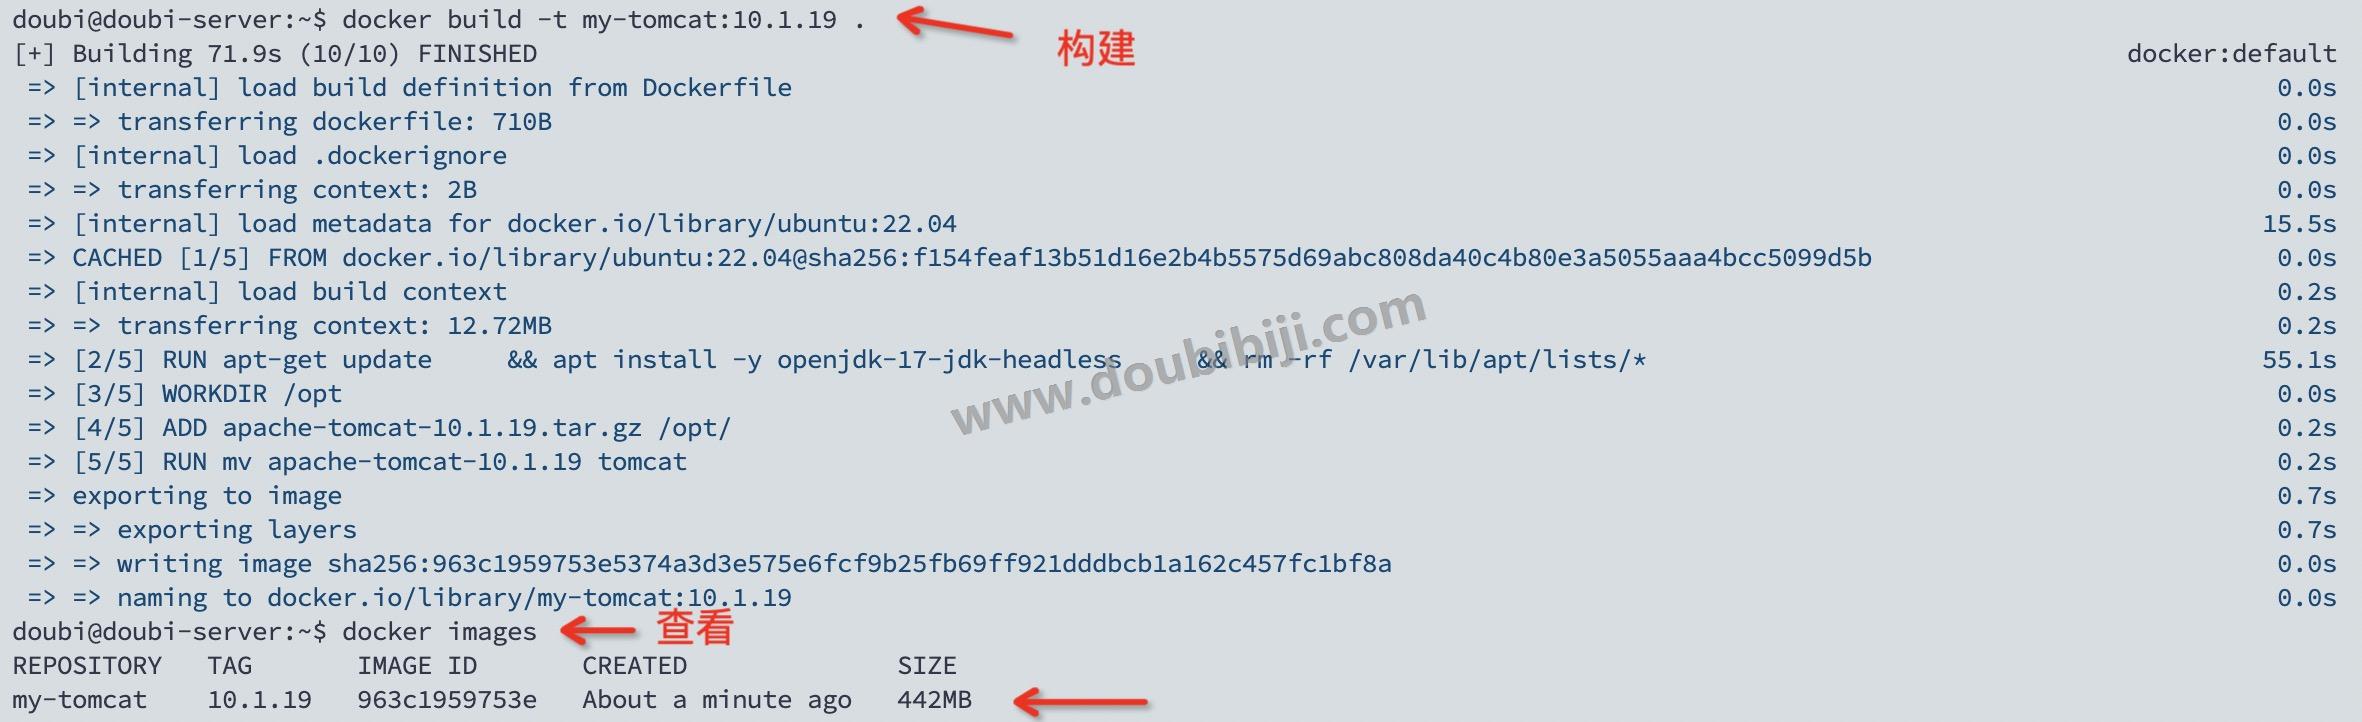 doubi@doubi-server:~$ docker build -t my-tomcat:10.1.19 .
构建
[+] Building 71.9s (10/10) FINISHED docker:default
=> [internal] load build definition from Dockerfile 0.0s
=> => transferring dockerfile: 710B 0.0s
=> [internal] load .dockerignore 0.0s
=> => transferring context: 2B 0.0s
=> [internal] load metadata for docker.io/library/ubuntu:22.04 15.5s
=> CACHED [1/5] FROM docker.io/library/ubuntu:22.04@sha256:f154feaf13b51d16e2b4b5575d69abc808da40c4b80e3a5055aaa4bcc5099d5b 0.0s
=> [internal] load build context 0.2s
=> => transferring context: 12.72MB 0.2s
=> [2/5] RUN apt-get update && apt install -y openjdk-17-jdk-headless && rm -rf /var/lib/apt/lists/* 55.1s
=> [3/5] WORKDIR /opt 0.0s
=> [4/5] ADD apache-tomcat-10.1.19.tar.gz /opt/ 0.2s
=> [5/5] RUN mv apache-tomcat-10.1.19 tomcat 0.2s
=> exporting to image 0.7s
=> => exporting layers 0.7s
=> => writing image sha256:963c1959753e5374a3d3e575e6fcf9b25fb69ff921dddbcb1a162c457fc1bf8a 0.0s
=> => naming to docker.io/library/my-tomcat:10.1.19 0.0s
doubi@doubi-server:~$ docker images
查看
REPOSITORY TAG IMAGE ID CREATED SIZE
my-tomcat 10.1.19 963c1959753e About a minute ago 442MB
www.doubibiji.com